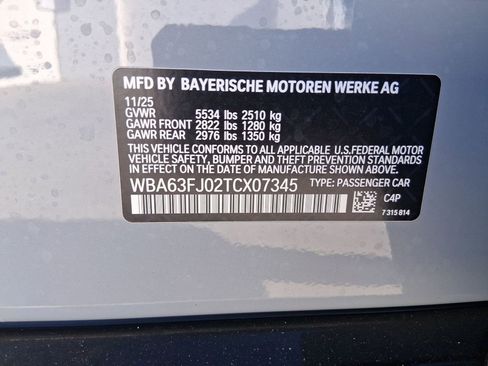 MFD BY BAYERISCHE MOTOREN WERKE AG
11/25
GVWR 5534 lbs 2510 kg
GAWR FRONT 2822 lbs 1280 kg
GAWR REAR 2976 lbs 1350 kg
THIS VEHICLE CONFORMS TO ALL APPLICABLE U.S.FEDERAL MOTOR
VEHICLE SAFETY, BUMPER, AND THEFT PREVENTION STANDARDS
IN EFFECT ON THE DATE OF MANUFACTURE SHOWN ABOVE.
WBA63FJ02TCX07345 TYPE: PASSENGER CAR
C4P
7 315 814